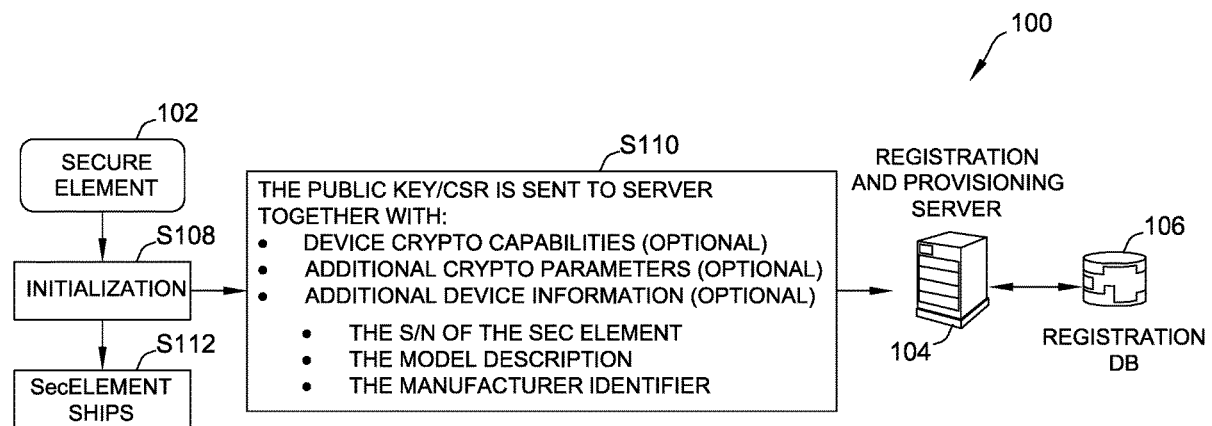 100
102
SECURE
ELEMENT
S108
INITIALIZATION
S112
SecELEMENT
SHIPS
S110
THE PUBLIC KEY/CSR IS SENT TO SERVER
TOGETHER WITH:
• DEVICE CRYPTO CAPABILITIES (OPTIONAL)
• ADDITIONAL CRYPTO PARAMETERS (OPTIONAL)
• ADDITIONAL DEVICE INFORMATION (OPTIONAL)
• THE S/N OF THE SEC ELEMENT
• THE MODEL DESCRIPTION
• THE MANUFACTURER IDENTIFIER
REGISTRATION
AND PROVISIONING
SERVER
104
106
REGISTRATION
DB